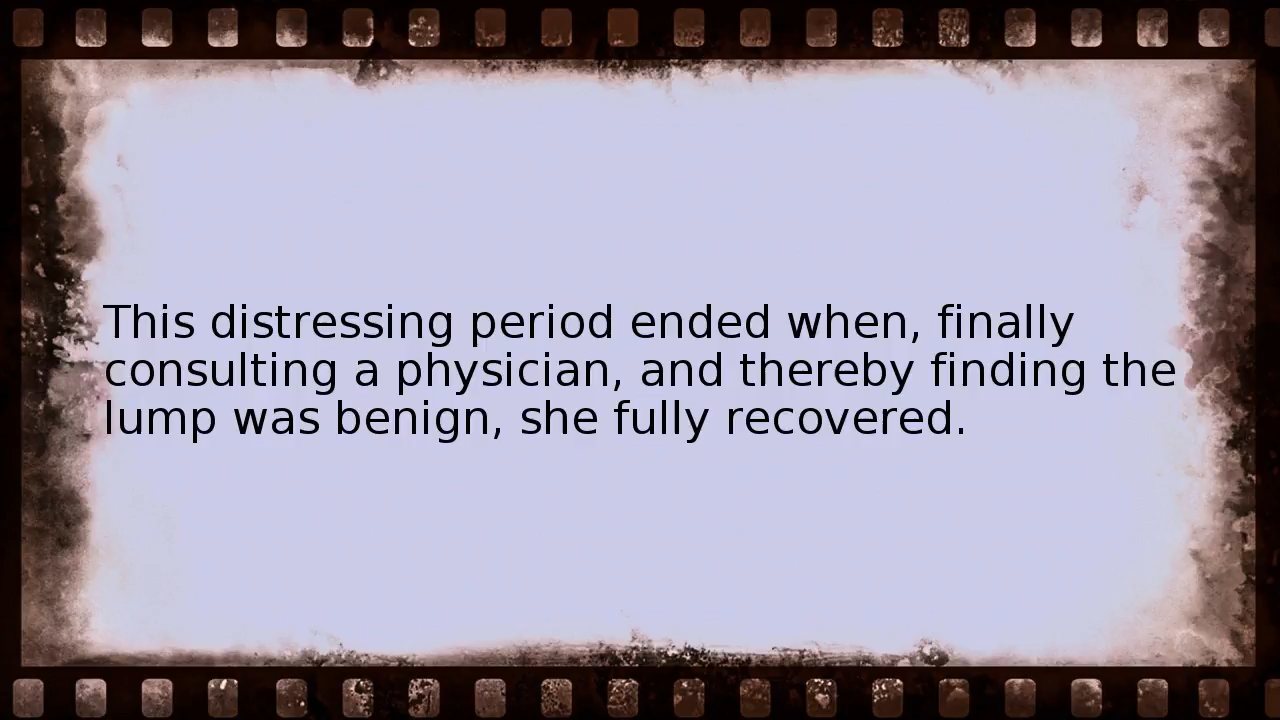 This distressing period ended when, finally
consulting a physician, and thereby finding the
lump was benign, she fully recovered.